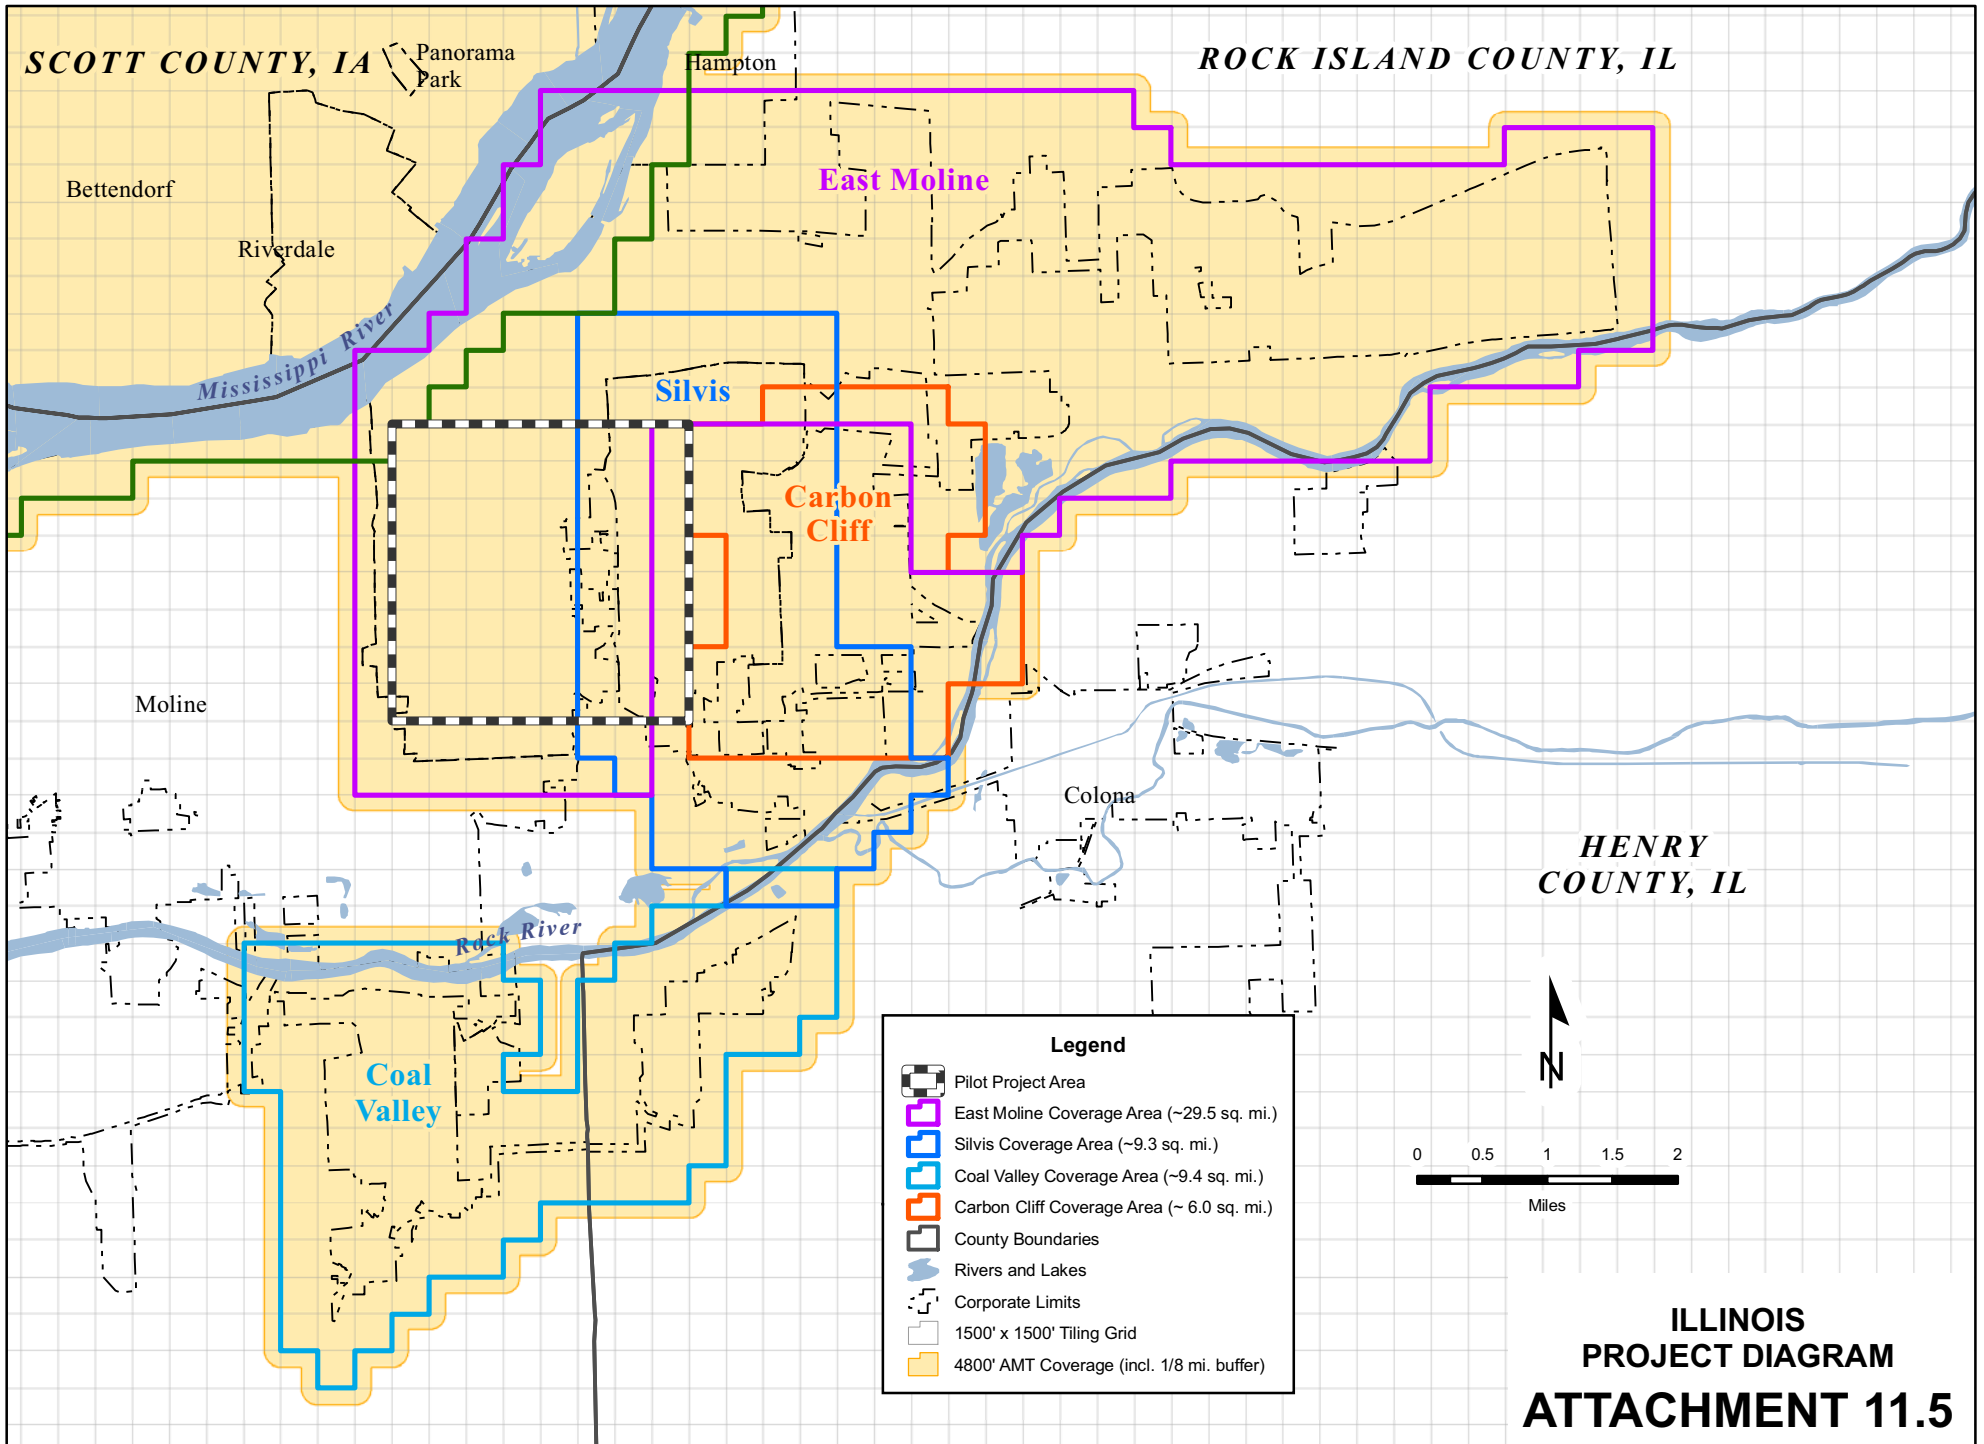 SCOTT COUNTY, IA
Panorama
Park
Hampton
ROCK ISLAND COUNTY, IL
Bettendorf
East Moline
Riverdale
Mississippi River
Silvis
Carbon
Cliff
Moline
Colona
HENRY
COUNTY, IL
Rock River
Coal
Valley
N
Legend
Pilot Project Area
East Moline Coverage Area (~29.5 sq. mi.)
Silvis Coverage Area (~9.3 sq. mi.)
Coal Valley Coverage Area (~9.4 sq. mi.)
Carbon Cliff Coverage Area (~ 6.0 sq. mi.)
County Boundaries
Rivers and Lakes
Corporate Limits
1500' x 1500' Tiling Grid
4800' AMT Coverage (incl. 1/8 mi. buffer)
0 0.5 1 1.5 2
Miles
ILLINOIS
PROJECT DIAGRAM
ATTACHMENT 11.5